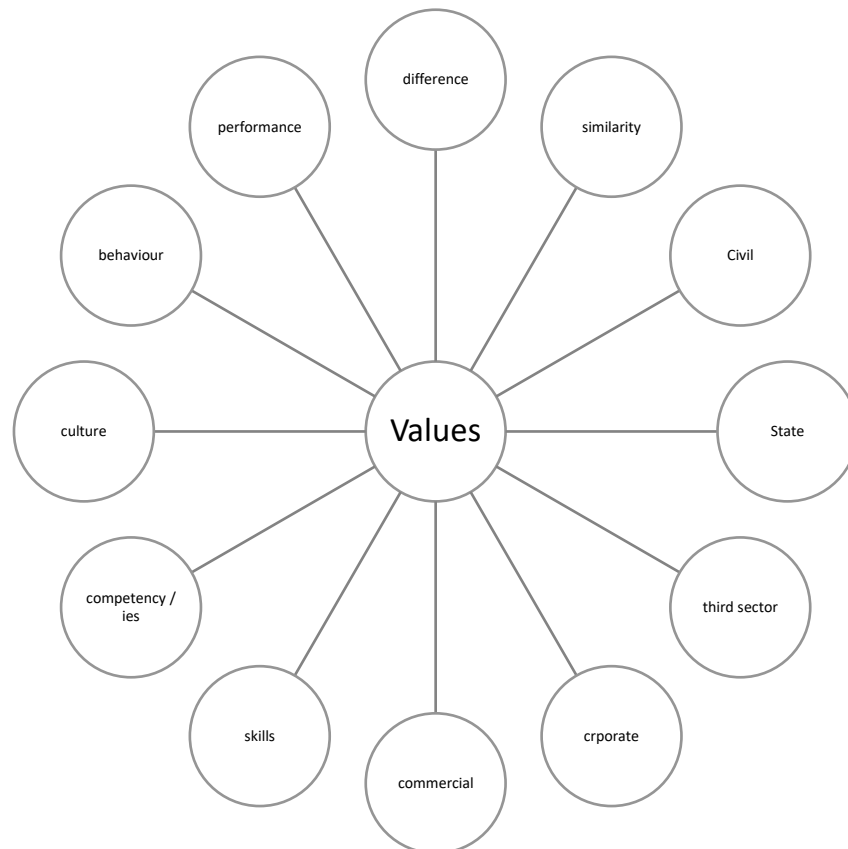 difference
performance
similarity
behaviour
Civil
Values
culture
State
competency /
ies
third sector
skills
crporate
commercial